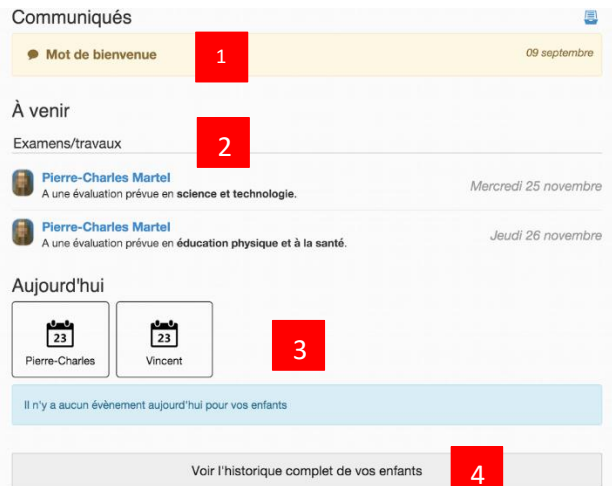 Communiqués
Mot de bienvenue 1 09 septembre
À venir
Examens/travaux 2
Pierre-Charles Martel
A une évaluation prévue en science et technologie. Mercredi 25 novembre
Pierre-Charles Martel
A une évaluation prévue en éducation physique et à la santé. Jeudi 26 novembre
Aujourd'hui
23 23
Pierre-Charles Vincent
3
Il n'y a aucun évènement aujourd'hui pour vos enfants
Voir l'historique complet de vos enfants 4